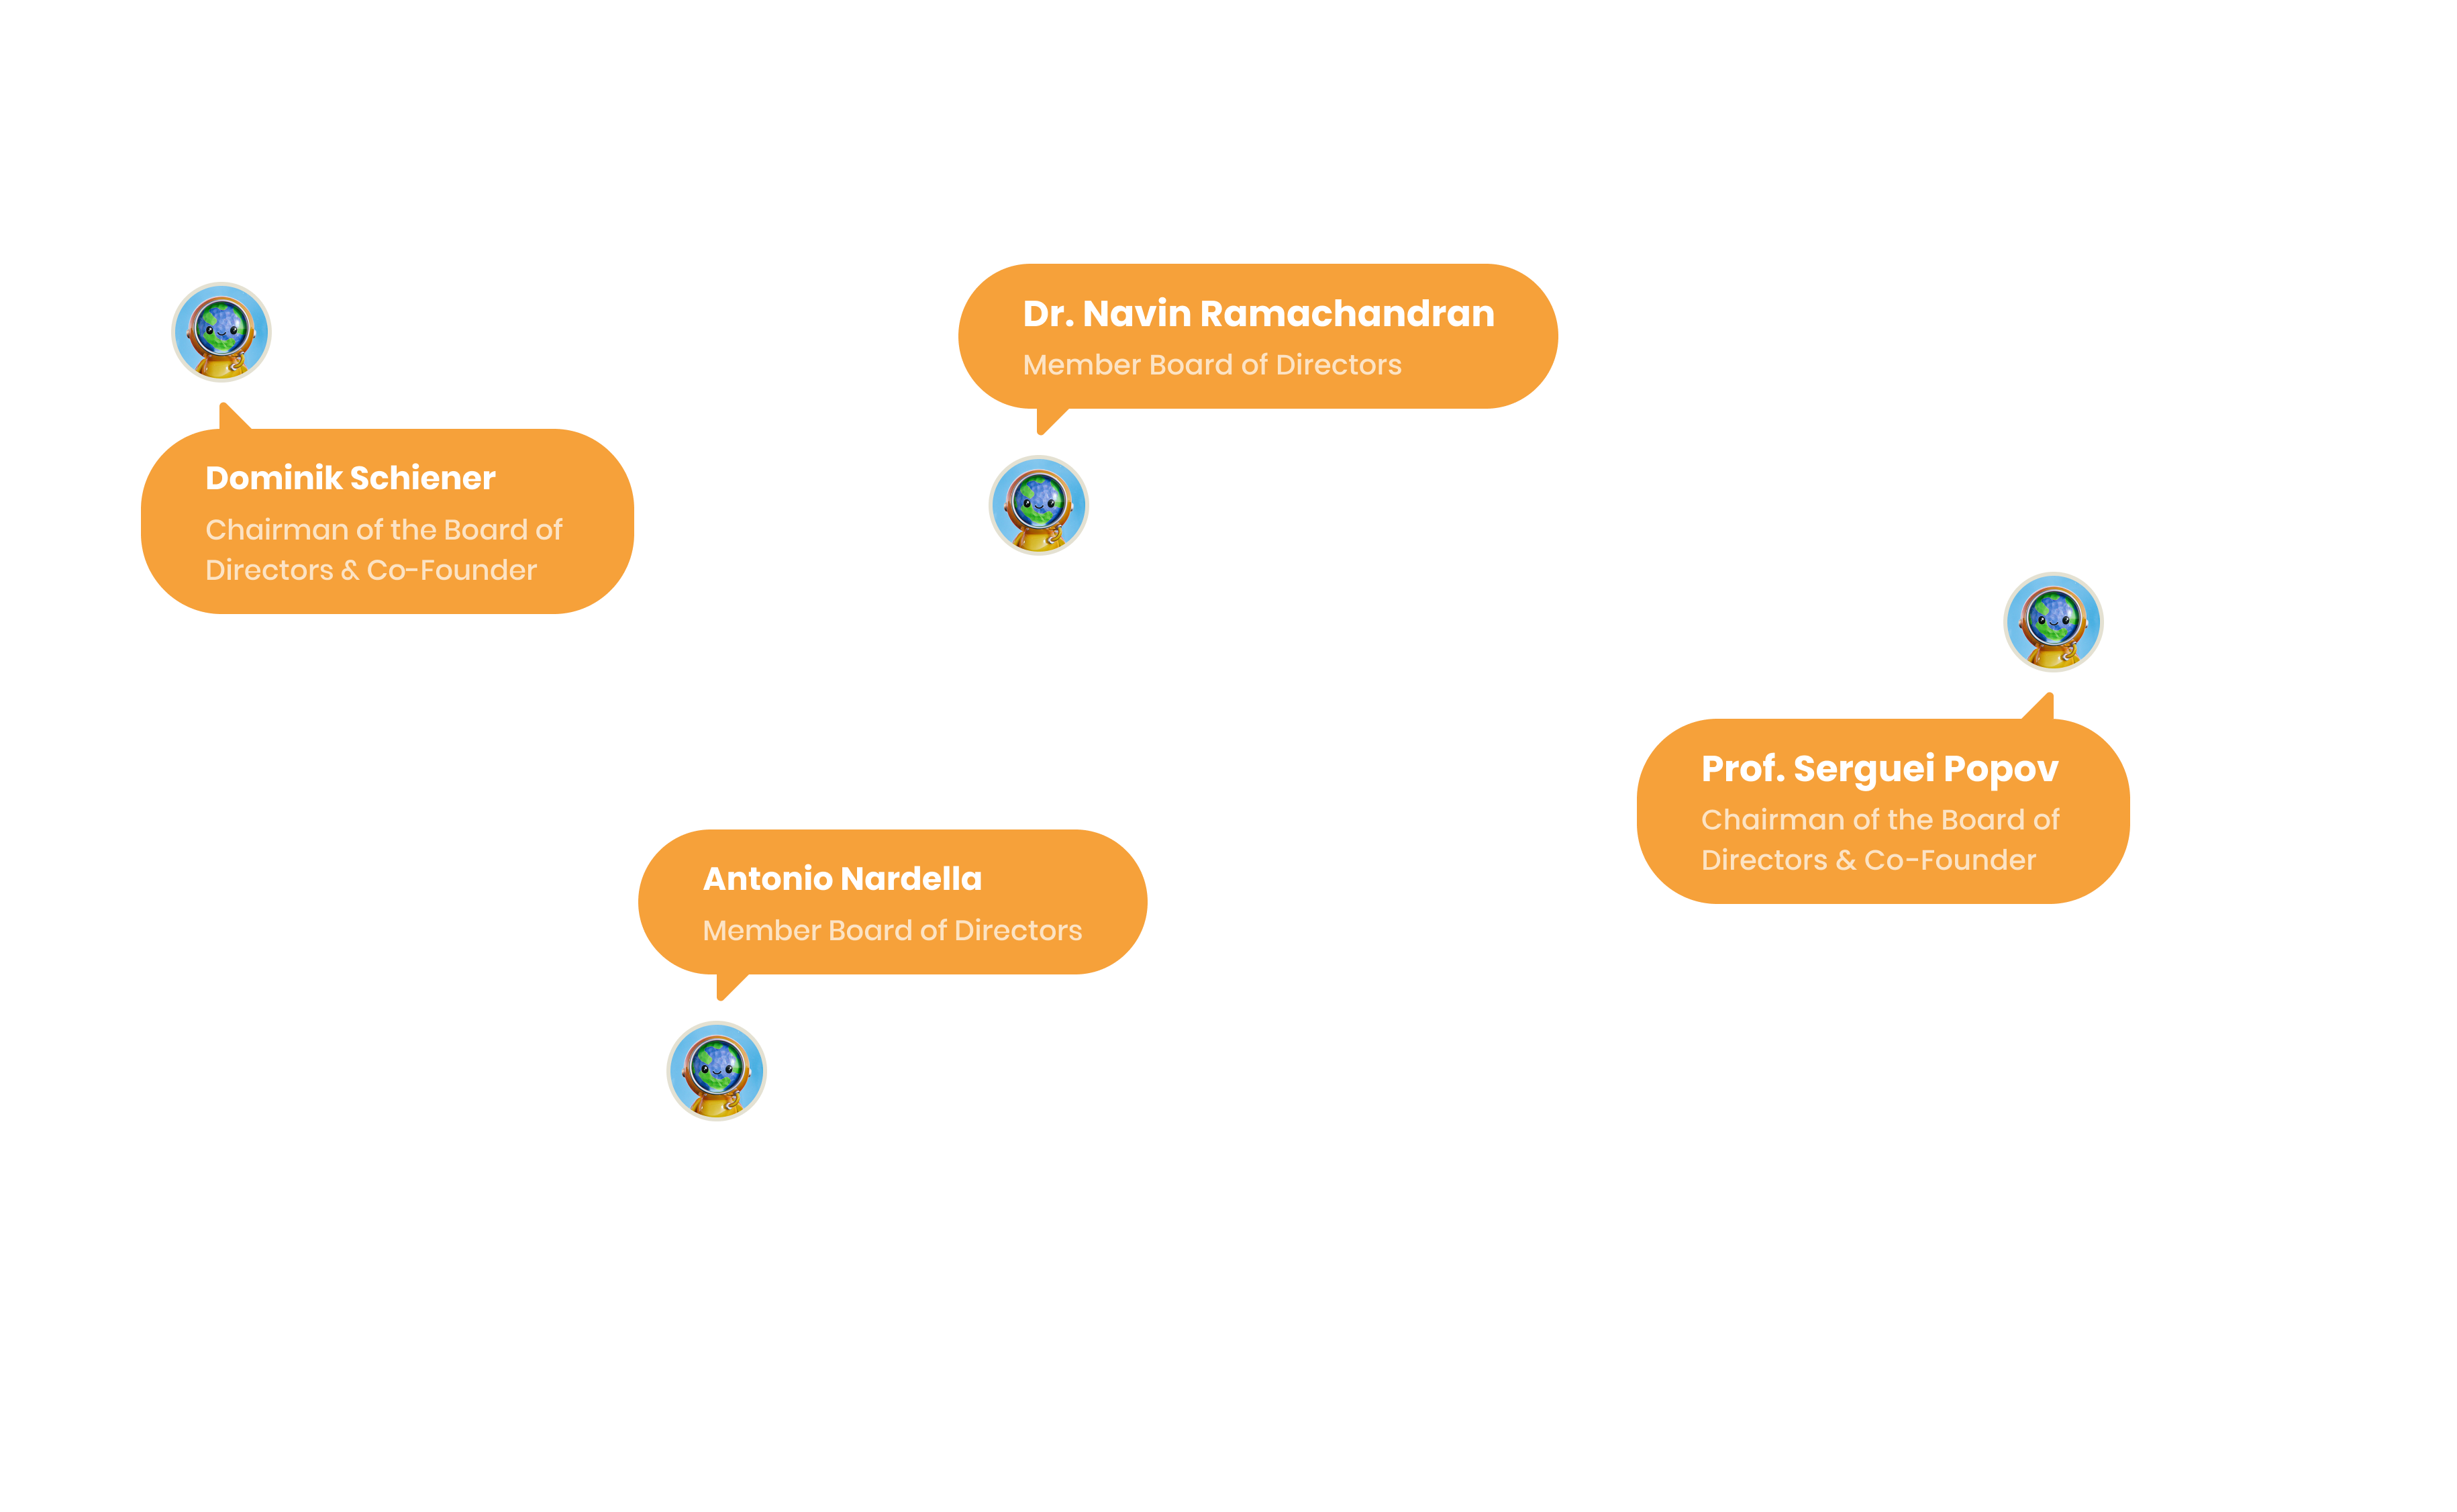 Dr. Navin Ramachandran
Member Board of Directors
Dominik Schiener
Chairman of the Board of
Directors & Co-Founder
Prof. Serguei Popov
Chairman of the Board of
Directors & Co-Founder
Antonio Nardella
Member Board of Directors